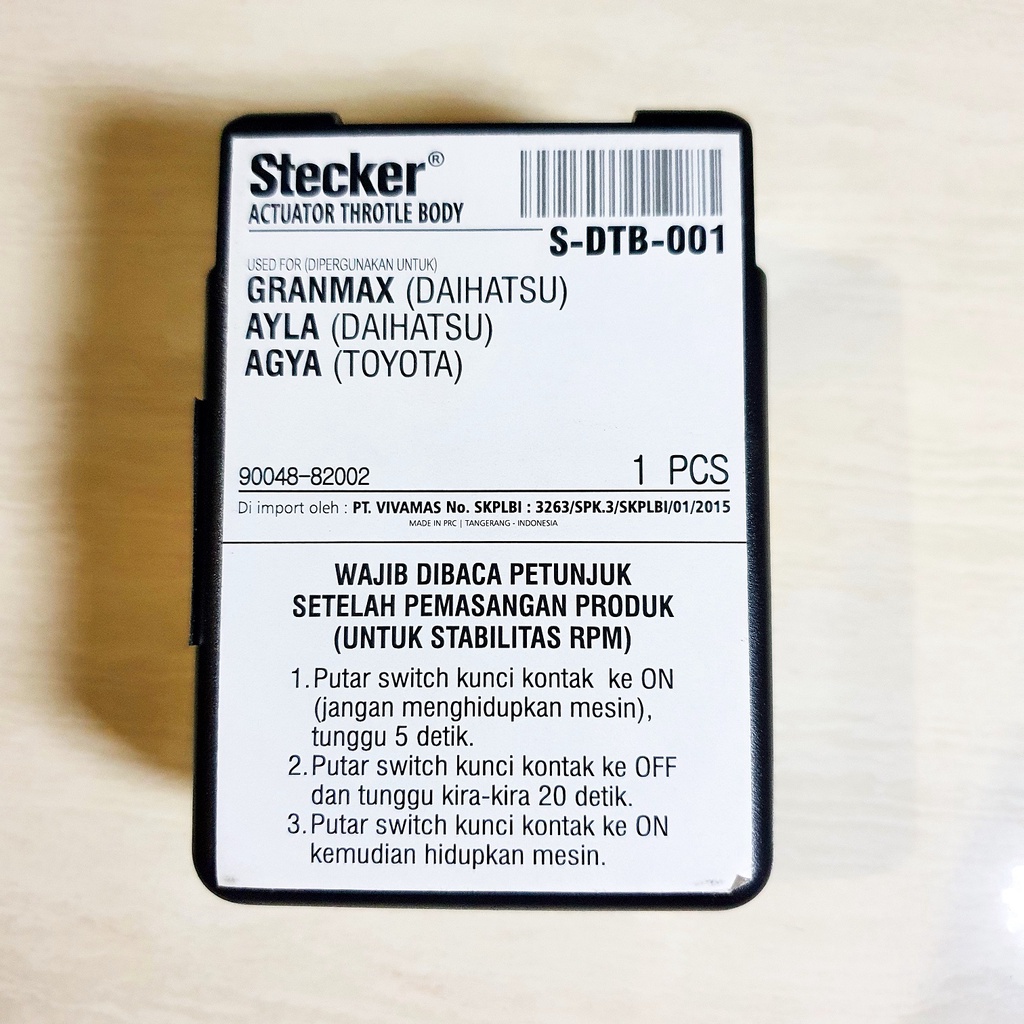 Stecker®
ACTUATOR THROTLE BODY
S-DTB-001
USED FOR (DIPERGUNAKAN UNTUK)
GRANMAX (DAIHATSU)
AYLA (DAIHATSU)
AGYA (TOYOTA)
90048-82002 1 PCS
Di import oleh : PT. VIVAMAS No. SKPLBI : 3263/SPK.3/SKPLBI/01/2015
MADE IN PRC | TANGERANG - INDONESIA
WAJIB DIBACA PETUNJUK
SETELAH PEMASANGAN PRODUK
(UNTUK STABILITAS RPM)
1. Putar switch kunci kontak ke ON
(jangan menghidupkan mesin),
tunggu 5 detik.
2. Putar switch kunci kontak ke OFF
dan tunggu kira-kira 20 detik.
3. Putar switch kunci kontak ke ON
kemudian hidupkan mesin.